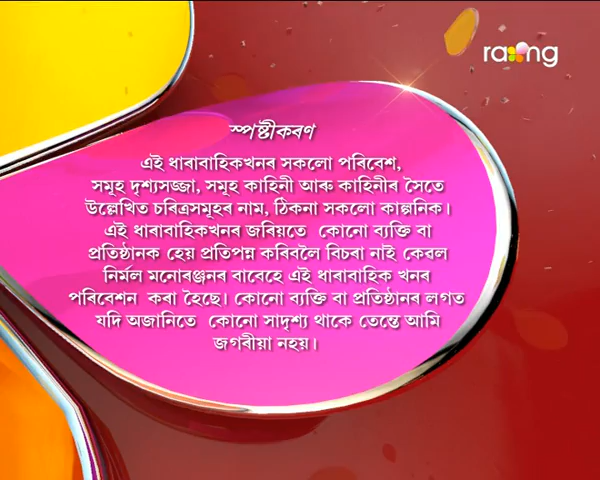 rang
স্পষ্টীকৰণ
এই ধাৰাবাহিকখনৰ সকলো পৰিবেশ,
সমূহ দৃশ্যসজ্জা, সমূহ কাহিনী আৰু কাহিনীৰ সৈতে
উল্লেখিত চৰিত্ৰসমূহৰ নাম, ঠিকনা সকলো কাল্পনিক।
এই ধাৰাবাহিকখনৰ জৰিয়তে কোনো ব্যক্তি বা
প্ৰতিষ্ঠানক হেয় প্ৰতিপন্ন কৰিবলৈ বিচৰা নাই কেৱল
নিৰ্মল মনোৰঞ্জনৰ বাবেহে এই ধাৰাবাহিক খনৰ
পৰিবেশন কৰা হৈছে। কোনো ব্যক্তি বা প্ৰতিষ্ঠানৰ লগত
যদি অজানিতে কোনো সাদৃশ্য থাকে তেন্তে আমি
জগৰীয়া নহয়।